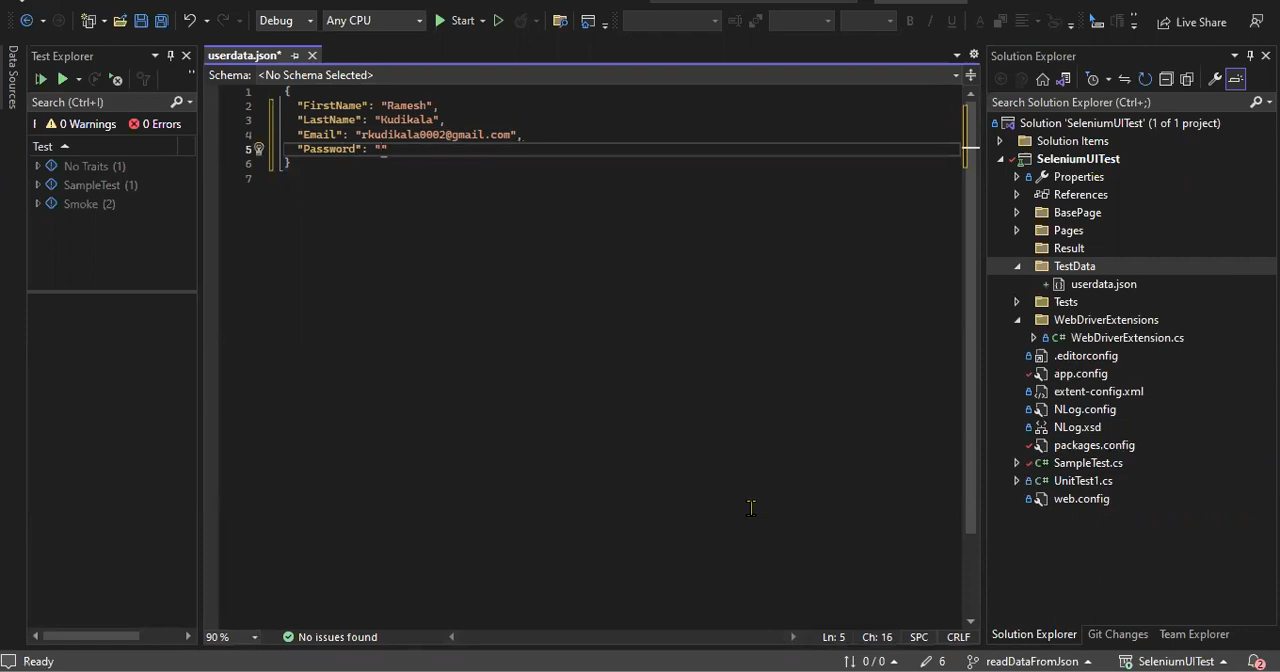 Debug
Any CPU
Start
Live Share
Data Sources
Test Explorer
Search (Ctrl+I)
0 Warnings
0 Errors
Test
No Traits (1)
SampleTest (1)
Smoke (2)
userdata.json*
Schema: <No Schema Selected>
1 {
2 "FirstName": "Ramesh",
3 "LastName": "Kudikala",
4 "Email": "rkudikala0002@gmail.com",
5 "Password": ""
6 }
7
90 %
No issues found
Ln: 5
Ch: 16
SPC
CRLF
Solution Explorer
Search Solution Explorer (Ctrl+;)
Solution 'SeleniumUITest' (1 of 1 project)
Solution Items
SeleniumUITest
Properties
References
BasePage
Pages
Result
TestData
userdata.json
Tests
WebDriverExtensions
C# WebDriverExtension.cs
.editorconfig
app.config
extent-config.xml
NLog.config
NLog.xsd
packages.config
C# SampleTest.cs
C# UnitTest1.cs
web.config
Solution Explorer
Git Changes
Team Explorer
Ready
0 / 0
6
readDataFromJson
SeleniumUITest
2